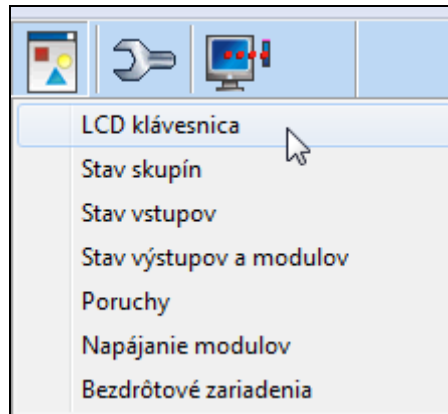 LCD klávesnica
Stav skupín
Stav vstupov
Stav výstupov a modulov
Poruchy
Napájanie modulov
Bezdrôtové zariadenia